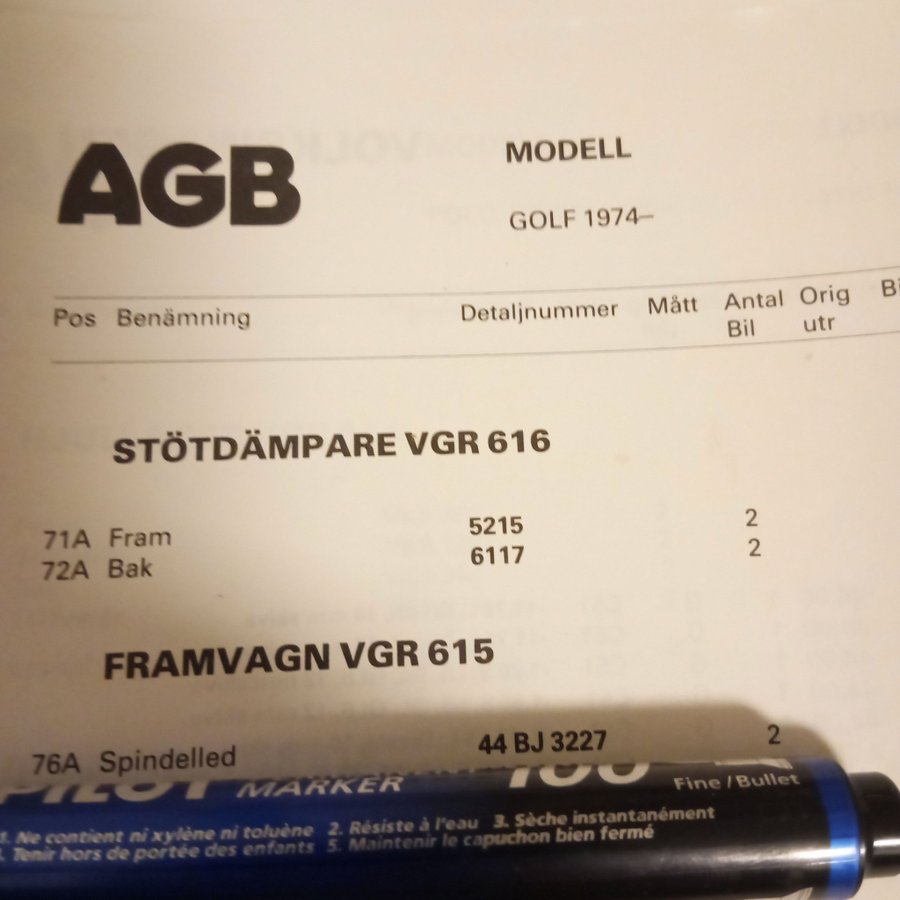 AGB
MODELL
GOLF 1974–
Pos Benämning Detaljnummer Mått Antal Bil Orig utr
STÖTDÄMPARE VGR 616
71A Fram 5215 2
72A Bak 6117 2
FRAMVAGN VGR 615
76A Spindelled 44 BJ 3227 2
PILOT MARKER 100 Fine/Bullet
1. Ne contient ni xylène ni toluène 2. Résiste à l'eau 3. Sèche instantanément
4. Tenir hors de portée des enfants 5. Maintenir le capuchon bien fermé